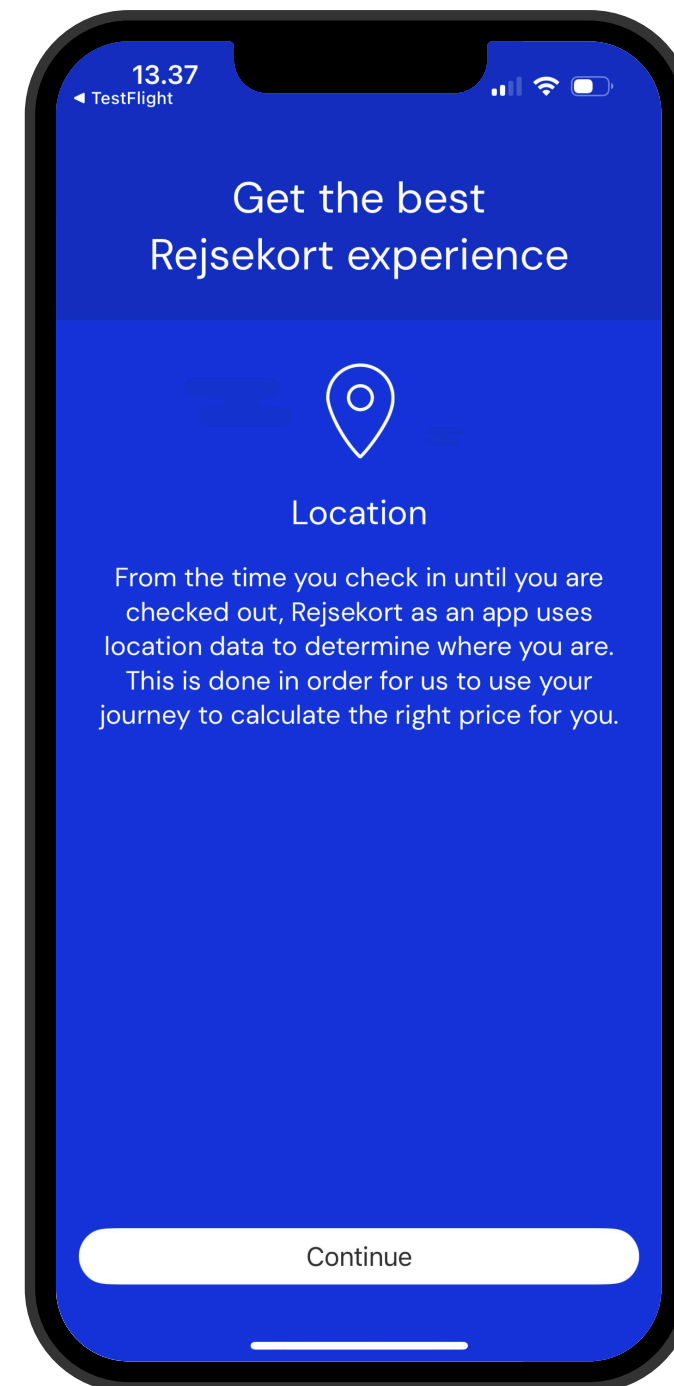 13.37
◀ TestFlight
Get the best
Rejsekort experience
Location
From the time you check in until you are
checked out, Rejsekort as an app uses
location data to determine where you are.
This is done in order for us to use your
journey to calculate the right price for you.
Continue